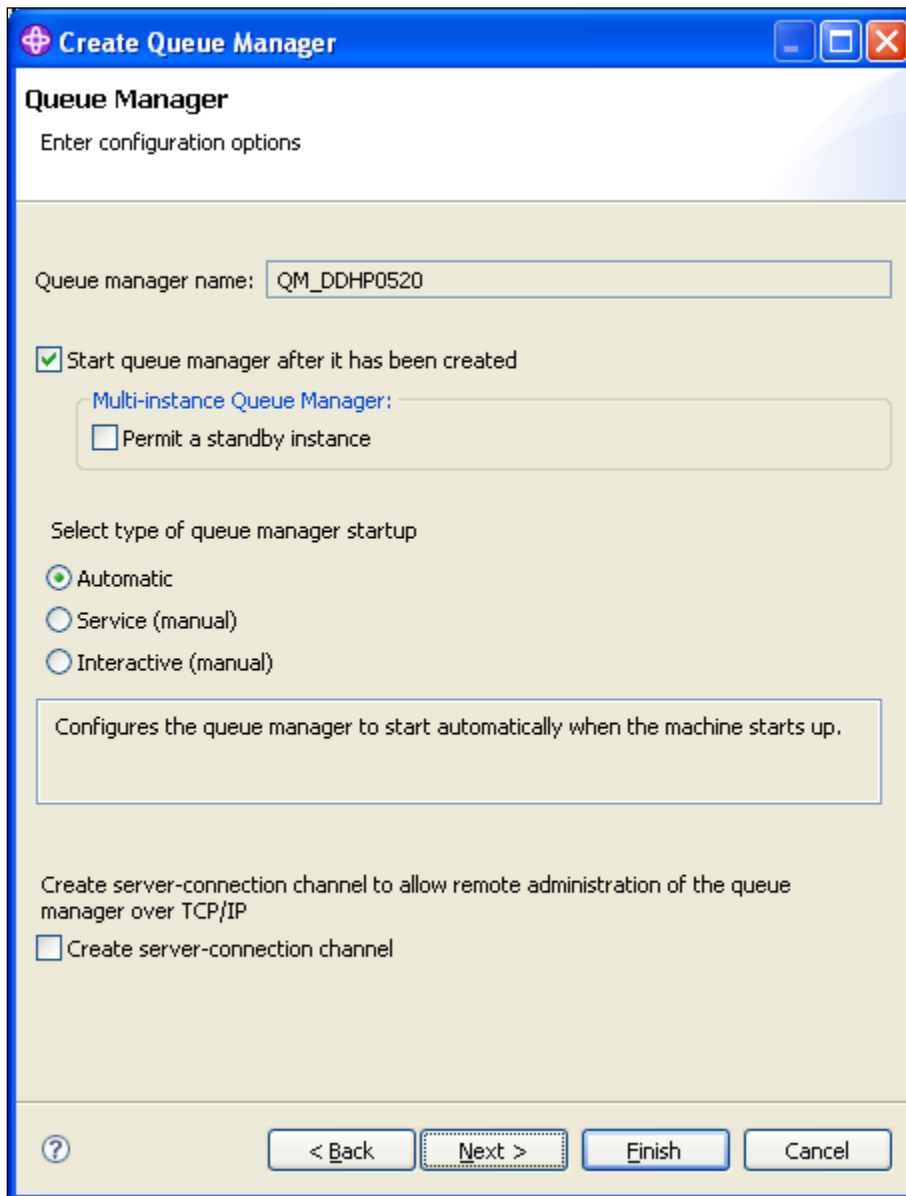 Create Queue Manager
Queue Manager
Enter configuration options
Queue manager name: QM_DDHP0520
Start queue manager after it has been created
Multi-instance Queue Manager:
Permit a standby instance
Select type of queue manager startup
Automatic
Service (manual)
Interactive (manual)
Configures the queue manager to start automatically when the machine starts up.
Create server-connection channel to allow remote administration of the queue
manager over TCP/IP
Create server-connection channel
? < Back Next > Finish Cancel